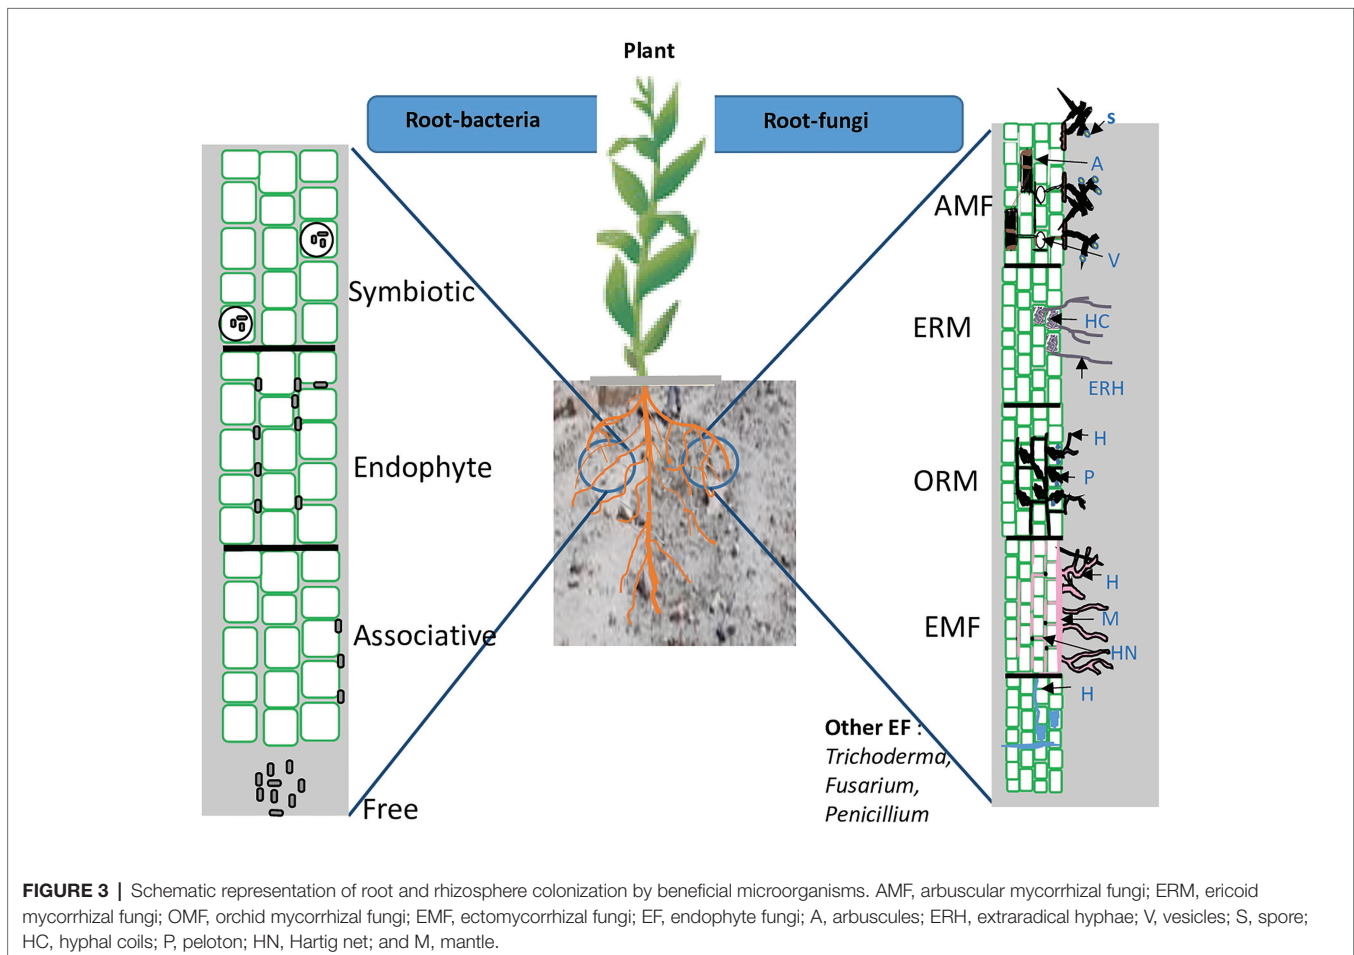 Plant
Root-bacteria
Root-fungi
Symbiotic
Endophyte
Associative
Free
AMF
ERM
ORM
EMF
Other EF :
Trichoderma,
Fusarium,
Penicillium
S
A
V
HC
ERH
H
P
H
M
HN
H
FIGURE 3 | Schematic representation of root and rhizosphere colonization by beneficial microorganisms. AMF, arbuscular mycorrhizal fungi; ERM, ericoid
mycorrhizal fungi; OMF, orchid mycorrhizal fungi; EMF, ectomycorrhizal fungi; EF, endophyte fungi; A, arbuscules; ERH, extraradical hyphae; V, vesicles; S, spore;
HC, hyphal coils; P, peloton; HN, Hartig net; and M, mantle.